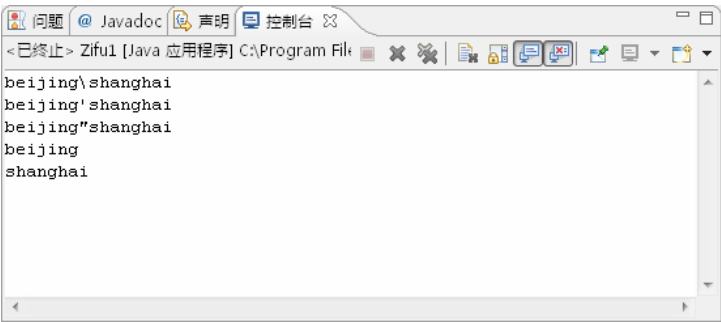 问题 @ Javadoc 声明 控制台
<已终止> Zifu1 [Java 应用程序] C:\Program File
beijing\shanghai
beijing'shanghai
beijing"shanghai
beijing
shanghai